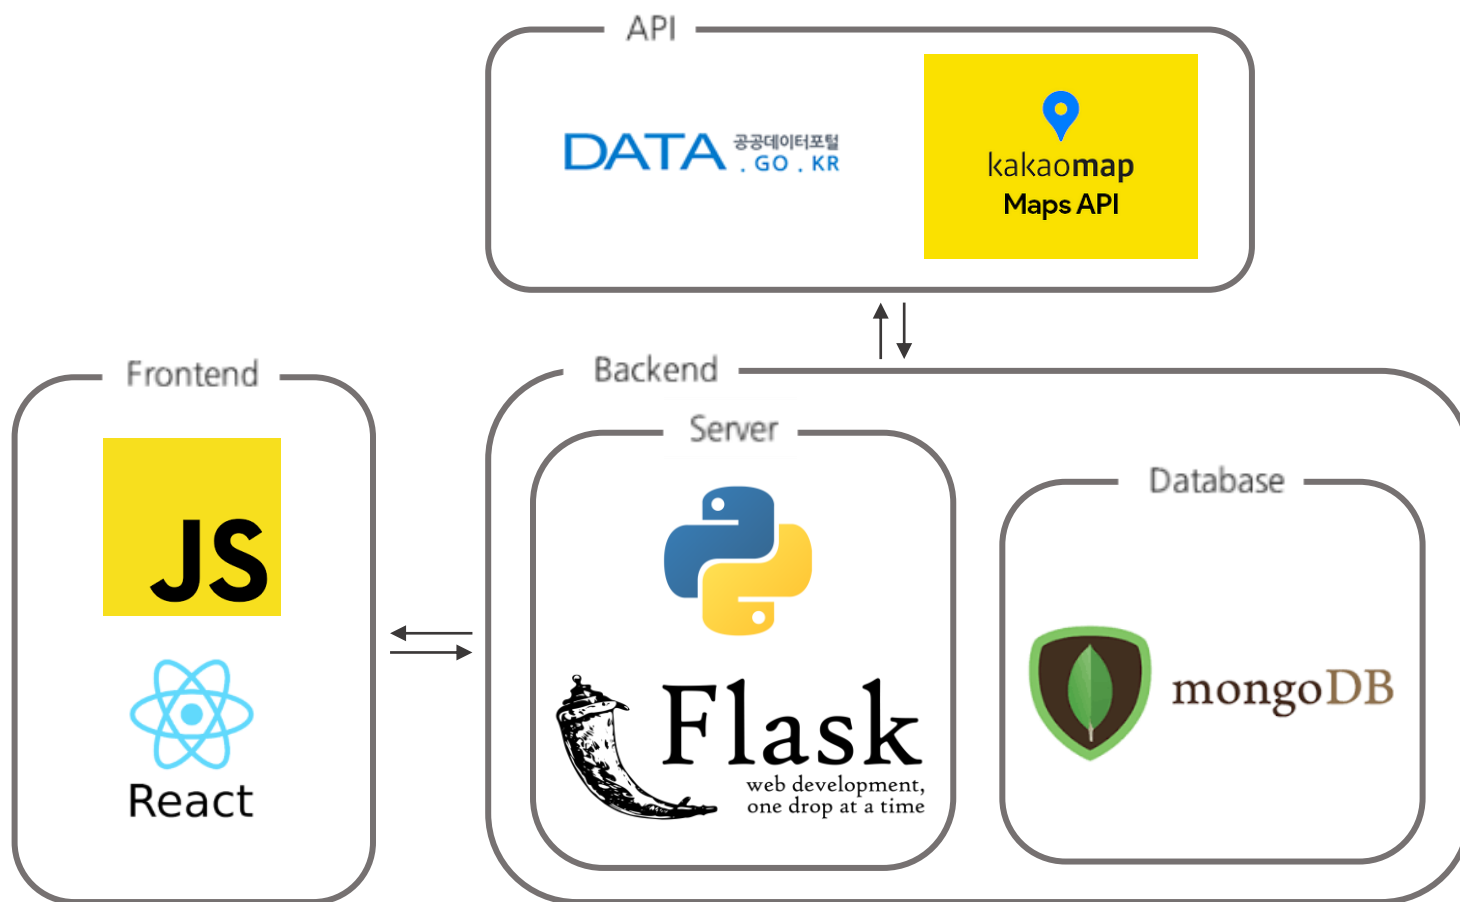 API
DATA 공공데이터포털
. GO . KR
kakaomap
Maps API
Frontend
JS
React
Backend
Server
Flask
web development,
one drop at a time
Database
mongoDB